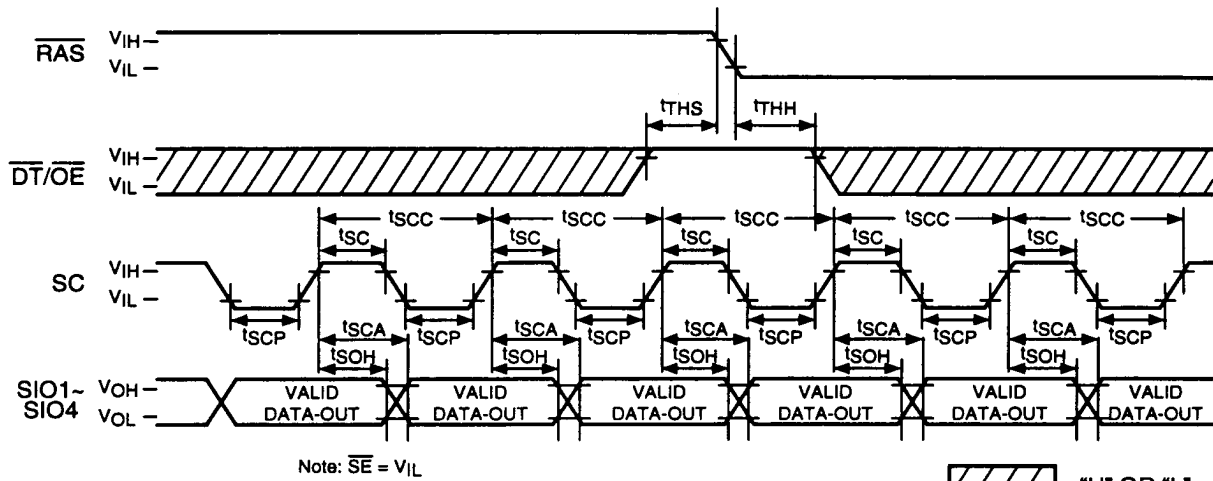 RAS VIH
VIL
tTHS tTHH
DT/OE VIH
VIL
tSCC tSCC tSCC tSCC tSCC
tSC tSC tSC tSC tSC
SC VIH
VIL
tSCP tSCP tSCP tSCP tSCP tSCP
tSCA tSCA tSCA tSCA tSCA
tSOH tSOH tSOH tSOH tSOH
SIO1~ VOH
SIO4 VOL
VALID VALID VALID VALID VALID VALID
DATA-OUT DATA-OUT DATA-OUT DATA-OUT DATA-OUT DATA-OUT
Note: SE = VIL